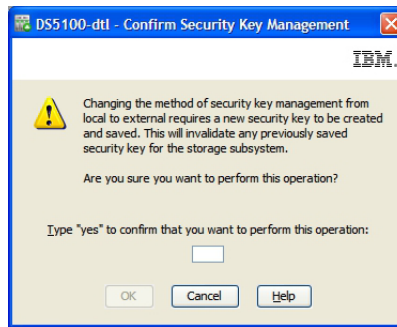 DS5100-dtl - Confirm Security Key Management
IBM.
Changing the method of security key management from
local to external requires a new security key to be created
and saved. This will invalidate any previously saved
security key for the storage subsystem.
Are you sure you want to perform this operation?
Type "yes" to confirm that you want to perform this operation:
OK Cancel Help